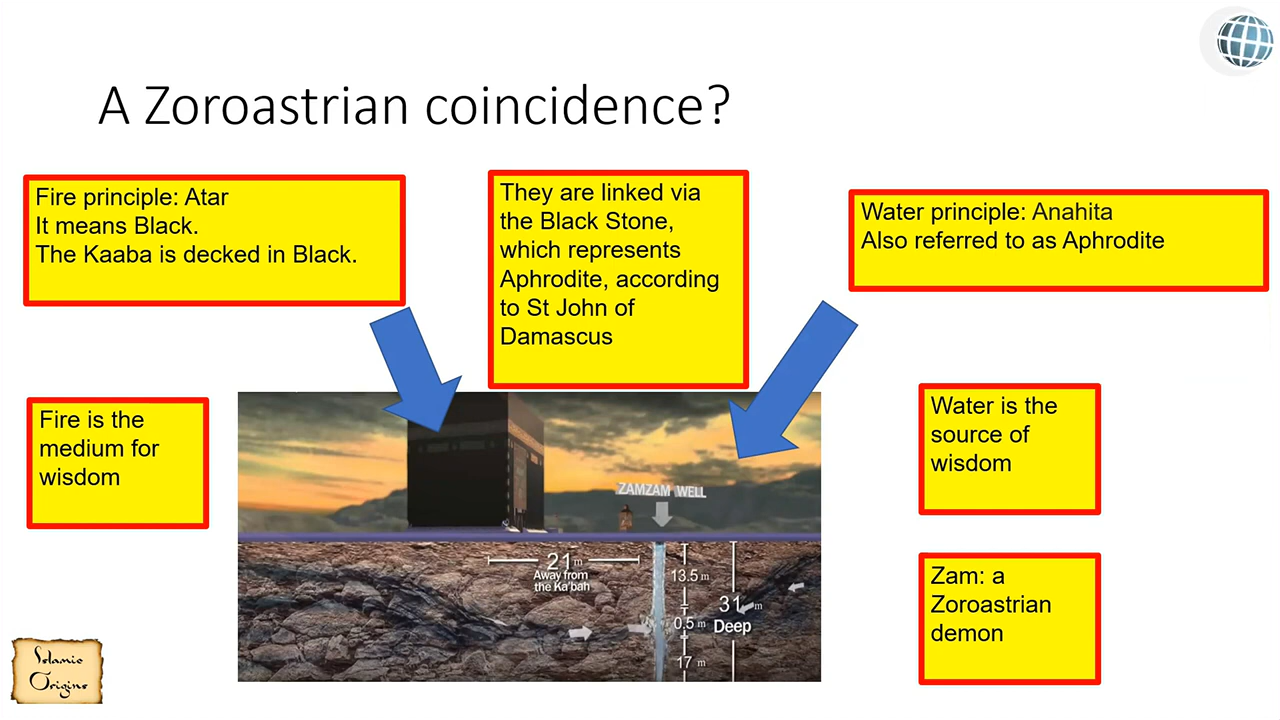 A Zoroastrian coincidence?
Fire principle: Atar
It means Black.
The Kaaba is decked in Black.
They are linked via
the Black Stone,
which represents
Aphrodite, according
to St John of
Damascus
Water principle: Anahita
Also referred to as Aphrodite
Fire is the
medium for
wisdom
Water is the
source of
wisdom
ZAMZAM WELL
21 m
Away from
the Ka'bah
13.5 m
31 m
Deep
0.5 m
17 m
Zam: a
Zoroastrian
demon
Islamic
Origins